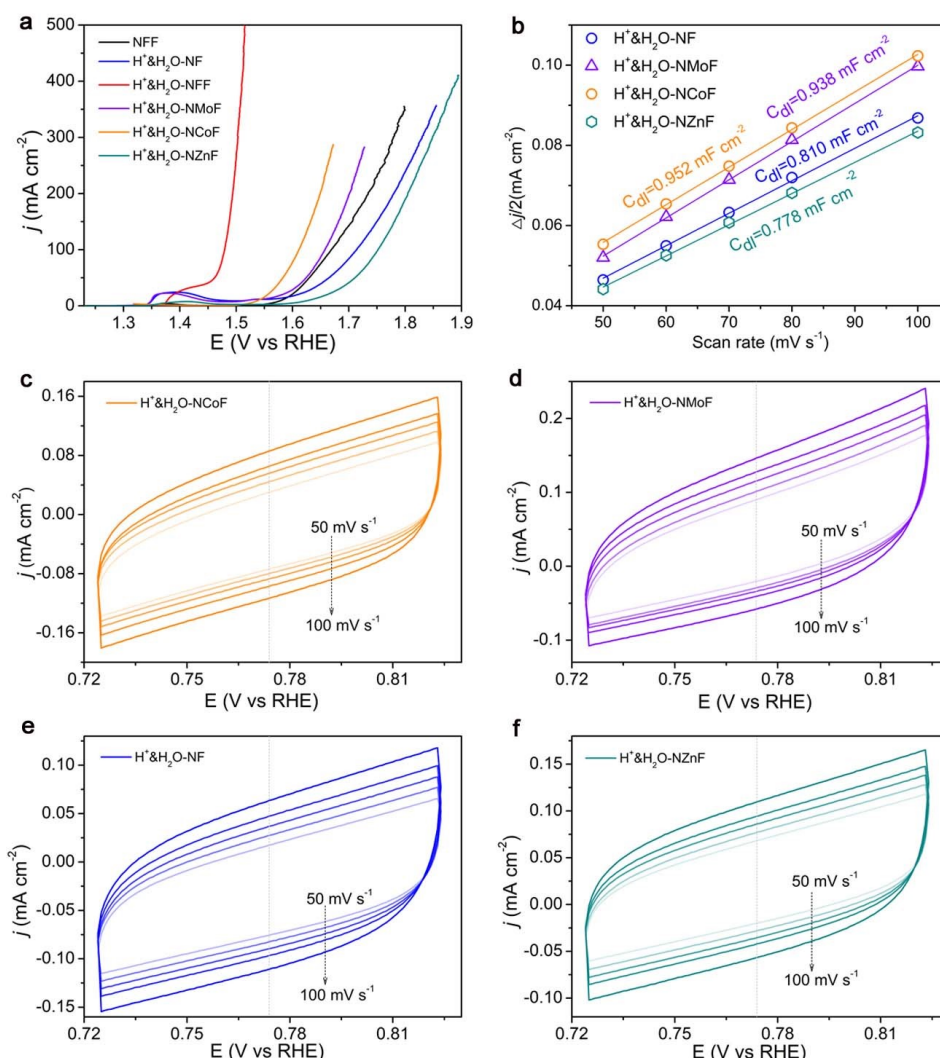 a
500
400
300
200
100
0
j (mA cm⁻²)
NFF
H⁺&H₂O-NF
H⁺&H₂O-NFF
H⁺&H₂O-NMoF
H⁺&H₂O-NCoF
H⁺&H₂O-NZnF
1.3 1.4 1.5 1.6 1.7 1.8 1.9
E (V vs RHE)
b
0.10
0.08
0.06
0.04
Δj/2(mA cm⁻²)
H⁺&H₂O-NF
H⁺&H₂O-NMoF
H⁺&H₂O-NCoF
H⁺&H₂O-NZnF
Cdl=0.938 mF cm⁻²
Cdl=0.952 mF cm⁻²
Cdl=0.810 mF cm⁻²
Cdl=0.778 mF cm⁻²
50 60 70 80 90 100
Scan rate (mV s⁻¹)
c
0.16
0.08
0.00
-0.08
-0.16
j (mA cm⁻²)
H⁺&H₂O-NCoF
50 mV s⁻¹
100 mV s⁻¹
0.72 0.75 0.78 0.81
E (V vs RHE)
d
0.2
0.1
0.0
-0.1
j (mA cm⁻²)
H⁺&H₂O-NMoF
50 mV s⁻¹
100 mV s⁻¹
0.72 0.75 0.78 0.81
E (V vs RHE)
e
0.10
0.05
0.00
-0.05
-0.10
-0.15
j (mA cm⁻²)
H⁺&H₂O-NF
50 mV s⁻¹
100 mV s⁻¹
0.72 0.75 0.78 0.81
E (V vs RHE)
f
0.15
0.10
0.05
0.00
-0.05
-0.10
j (mA cm⁻²)
H⁺&H₂O-NZnF
50 mV s⁻¹
100 mV s⁻¹
0.72 0.75 0.78 0.81
E (V vs RHE)